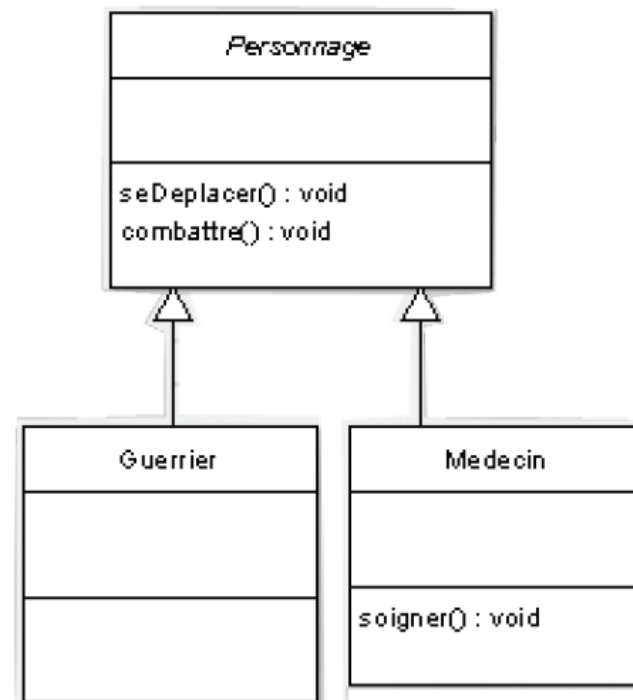 Personnage
seDeplacer() : void
combattre() : void
Guerrier
Medecin
soigner() : void